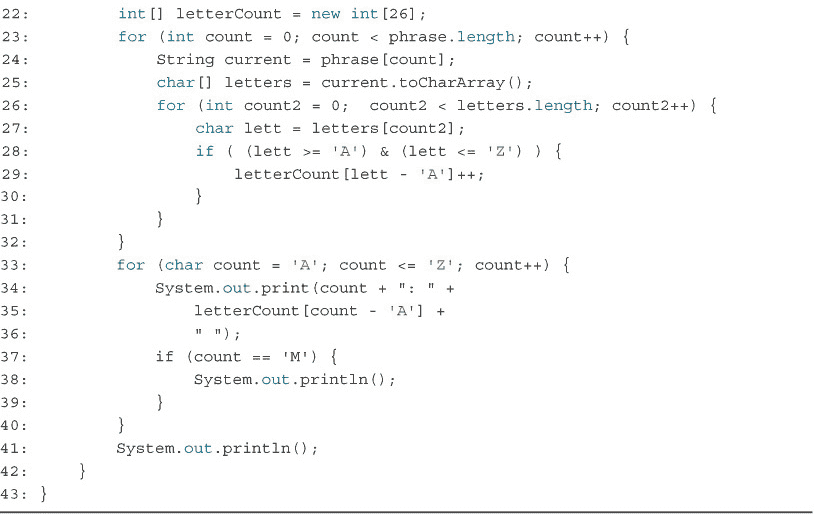 22:         int[] letterCount = new int[26];
23:         for (int count = 0; count < phrase.length; count++) {
24:             String current = phrase[count];
25:             char[] letters = current.toCharArray();
26:             for (int count2 = 0;  count2 < letters.length; count2++) {
27:                 char lett = letters[count2];
28:                 if ( (lett >= 'A') & (lett <= 'Z') ) {
29:                     letterCount[lett - 'A']++;
30:                 }
31:             }
32:         }
33:         for (char count = 'A'; count <= 'Z'; count++) {
34:             System.out.print(count + ": " +
35:                 letterCount[count - 'A'] +
36:                 " ");
37:             if (count == 'M') {
38:                 System.out.println();
39:             }
40:         }
41:         System.out.println();
42:     }
43: }